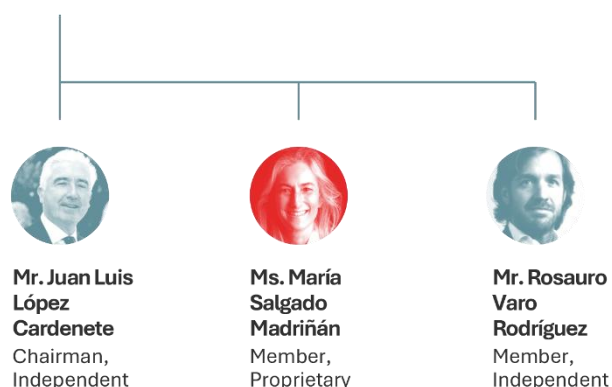 Mr. Juan Luis
López
Cardenete
Chairman,
Independent
Ms. María
Salgado
Madriñán
Member,
Proprietary
Mr. Rosauro
Varo
Rodríguez
Member,
Independent